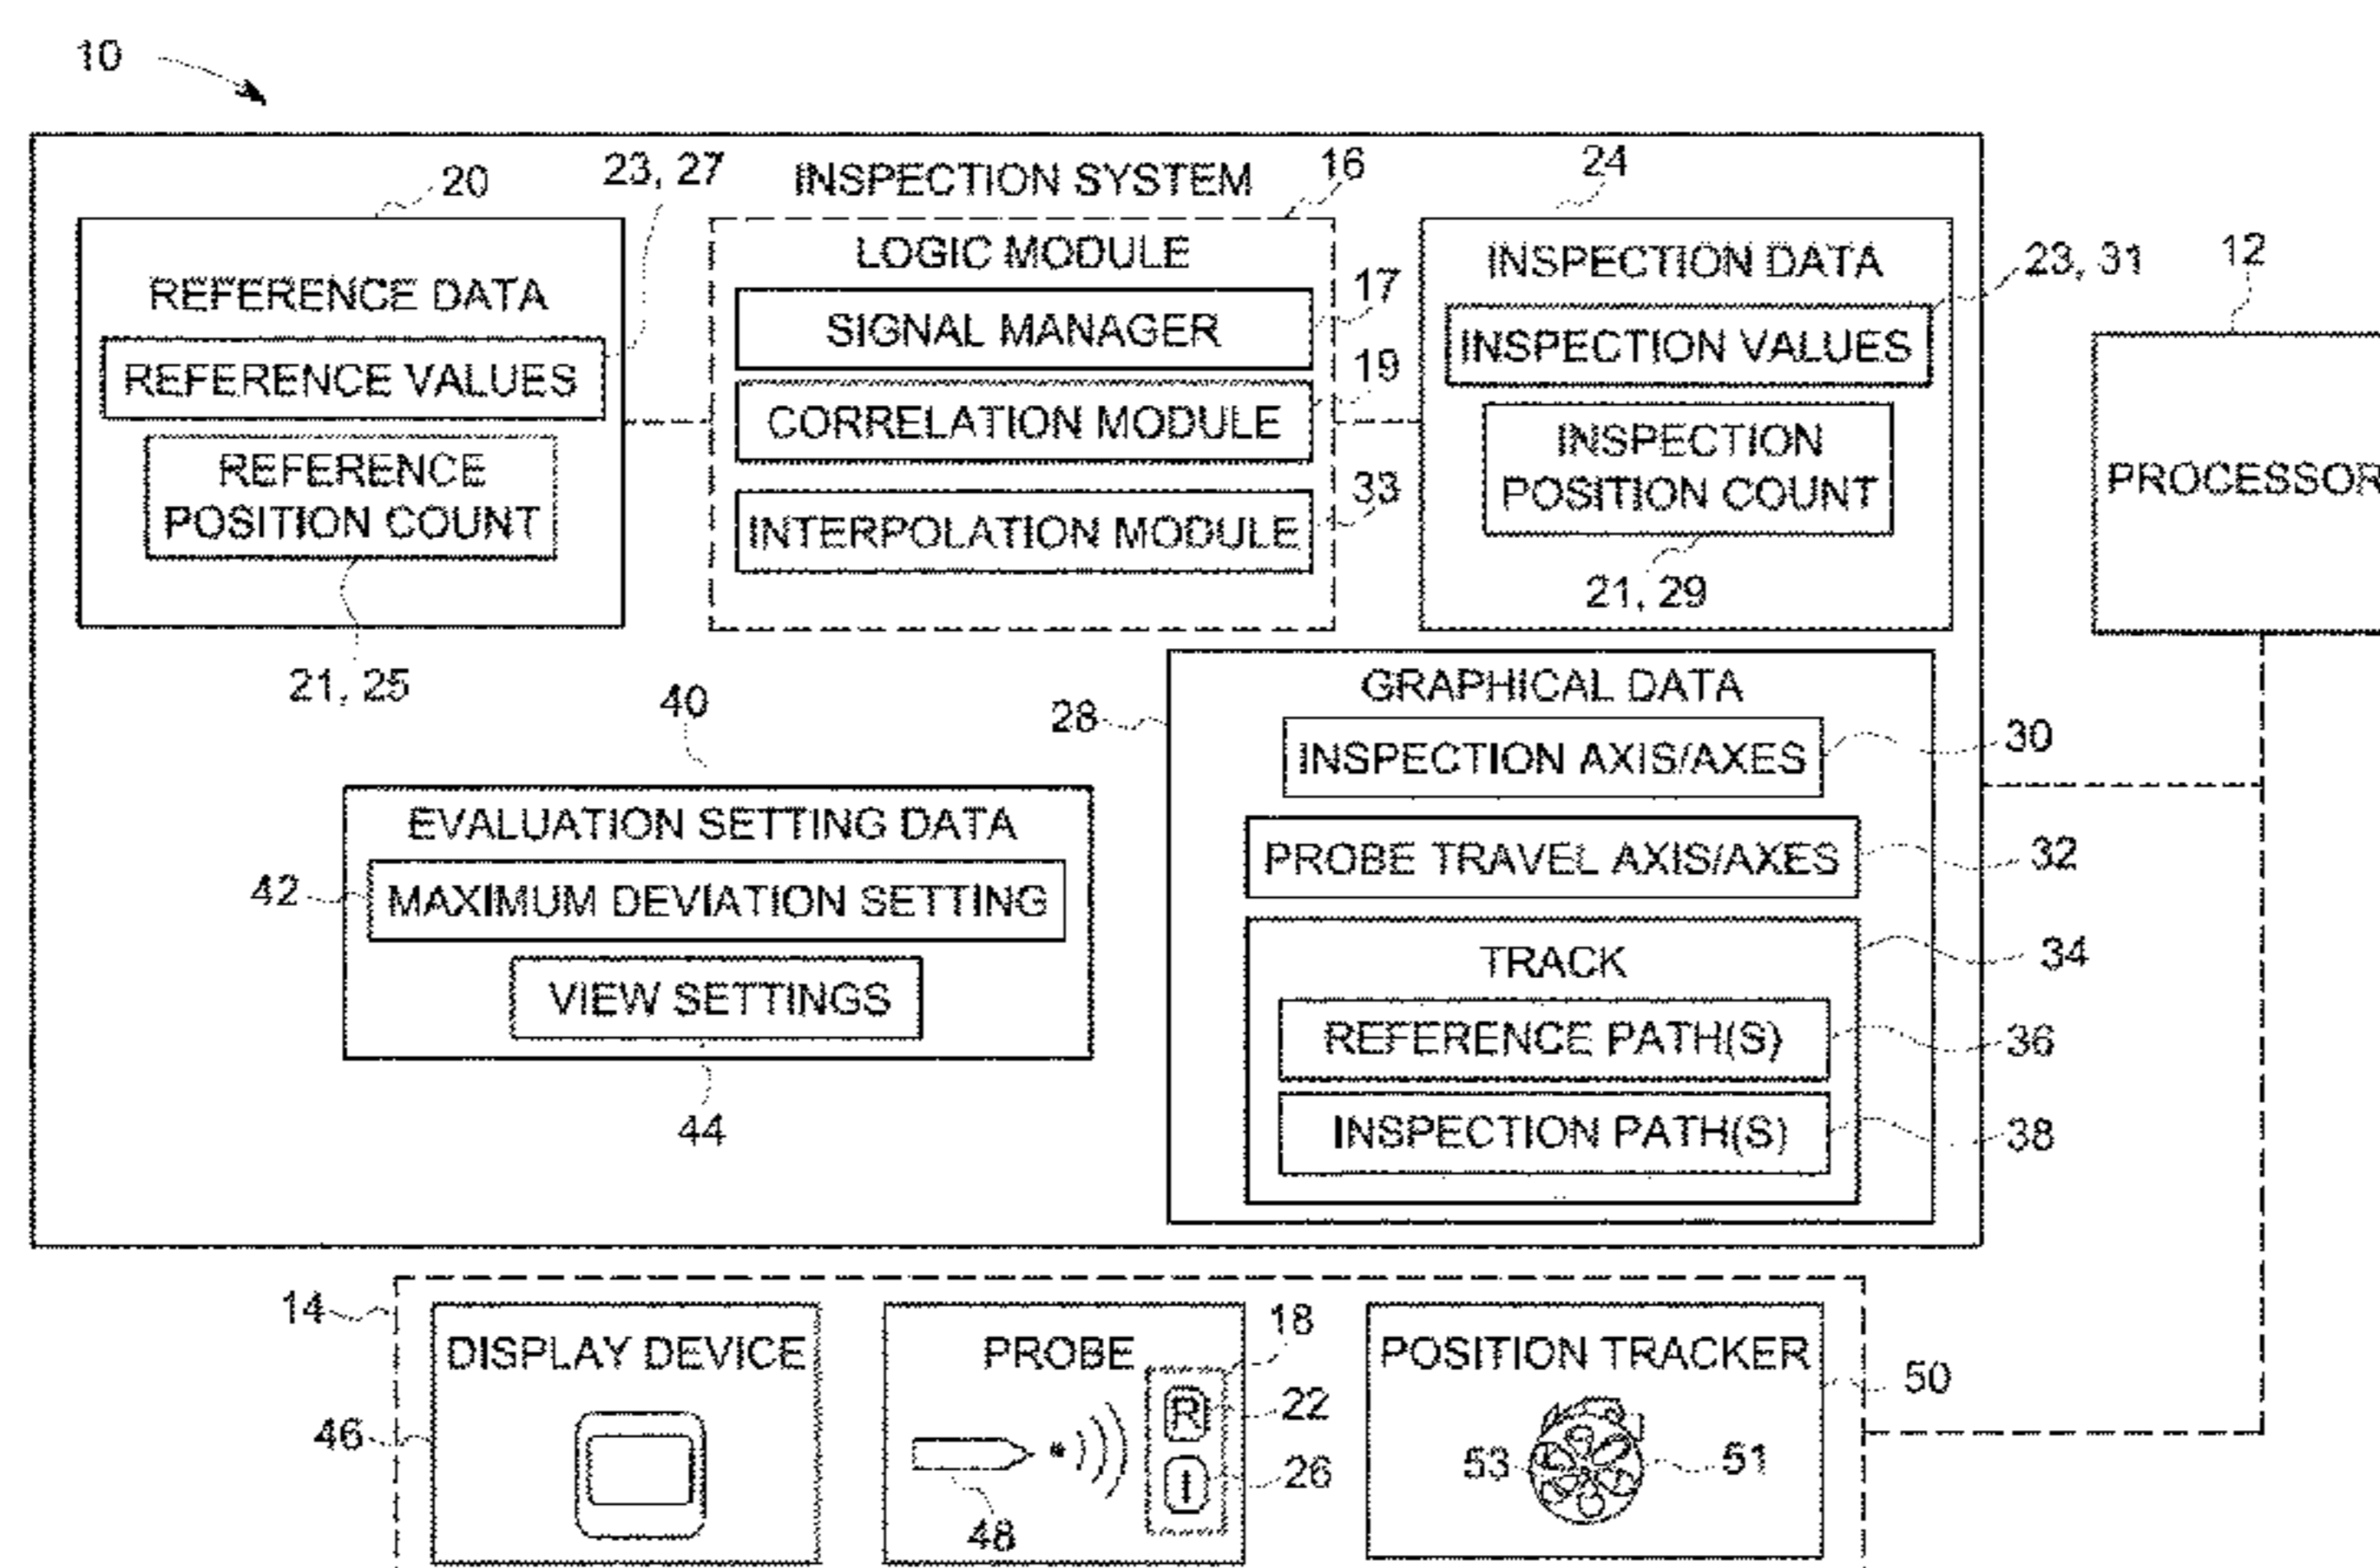 10
INSPECTION SYSTEM
20
23, 27
REFERENCE DATA
REFERENCE VALUES
REFERENCE
POSITION COUNT
21, 25
16
LOGIC MODULE
SIGNAL MANAGER
17
CORRELATION MODULE
19
INTERPOLATION MODULE
33
24
INSPECTION DATA
23, 31
INSPECTION VALUES
INSPECTION
POSITION COUNT
21, 29
12
PROCESSOR
40
EVALUATION SETTING DATA
42
MAXIMUM DEVIATION SETTING
VIEW SETTINGS
44
28
GRAPHICAL DATA
INSPECTION AXIS/AXES
30
PROBE TRAVEL AXIS/AXES
32
TRACK
34
REFERENCE PATH(S)
36
INSPECTION PATH(S)
38
14
DISPLAY DEVICE
46
PROBE
18
R
22
I
26
48
POSITION TRACKER
50
53
51